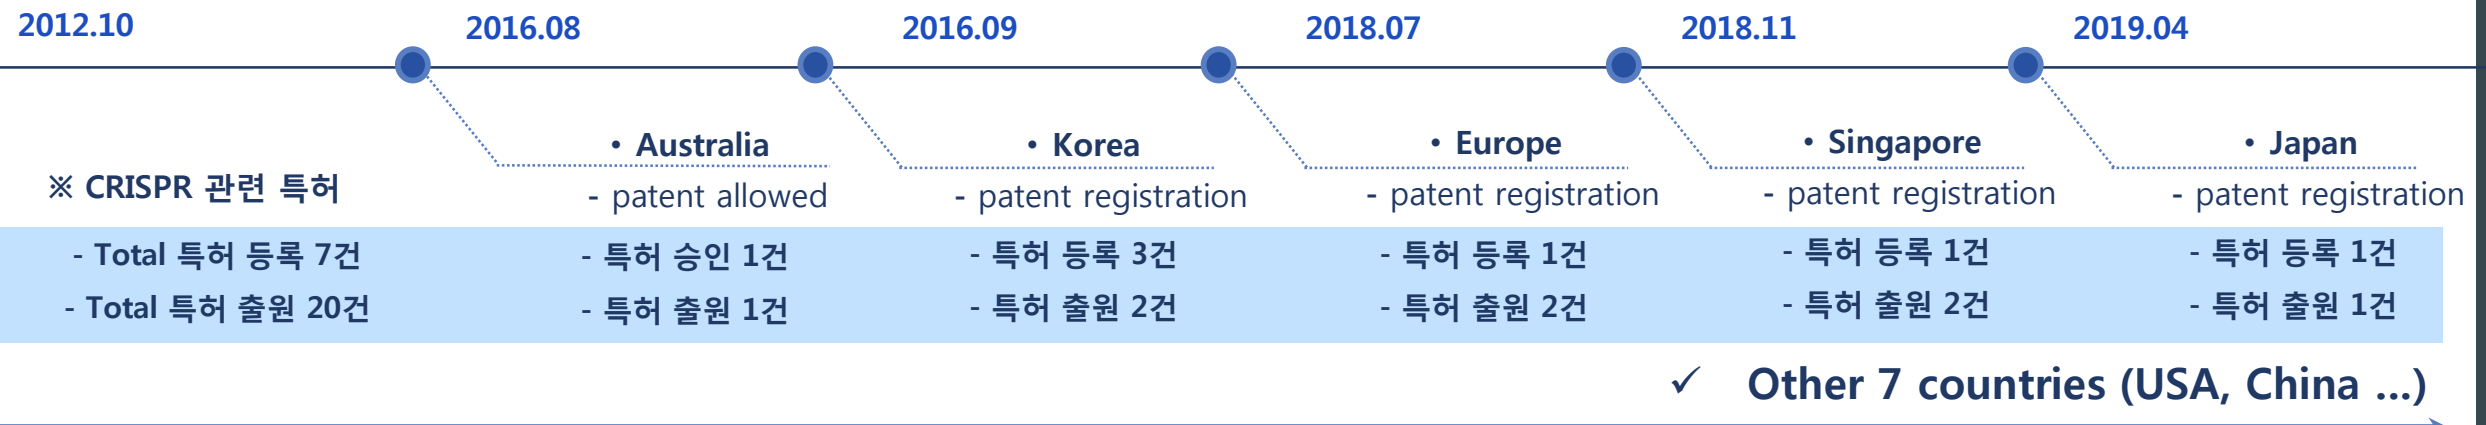 2012.10
2016.08
2016.09
2018.07
2018.11
2019.04
• Australia
• Korea
• Europe
• Singapore
• Japan
※ CRISPR 관련 특허
- patent allowed
- patent registration
- patent registration
- patent registration
- patent registration
- Total 특허 등록 7건
- 특허 승인 1건
- 특허 등록 3건
- 특허 등록 1건
- 특허 등록 1건
- 특허 등록 1건
- Total 특허 출원 20건
- 특허 출원 1건
- 특허 출원 2건
- 특허 출원 2건
- 특허 출원 2건
- 특허 출원 1건
✓ Other 7 countries (USA, China ...)